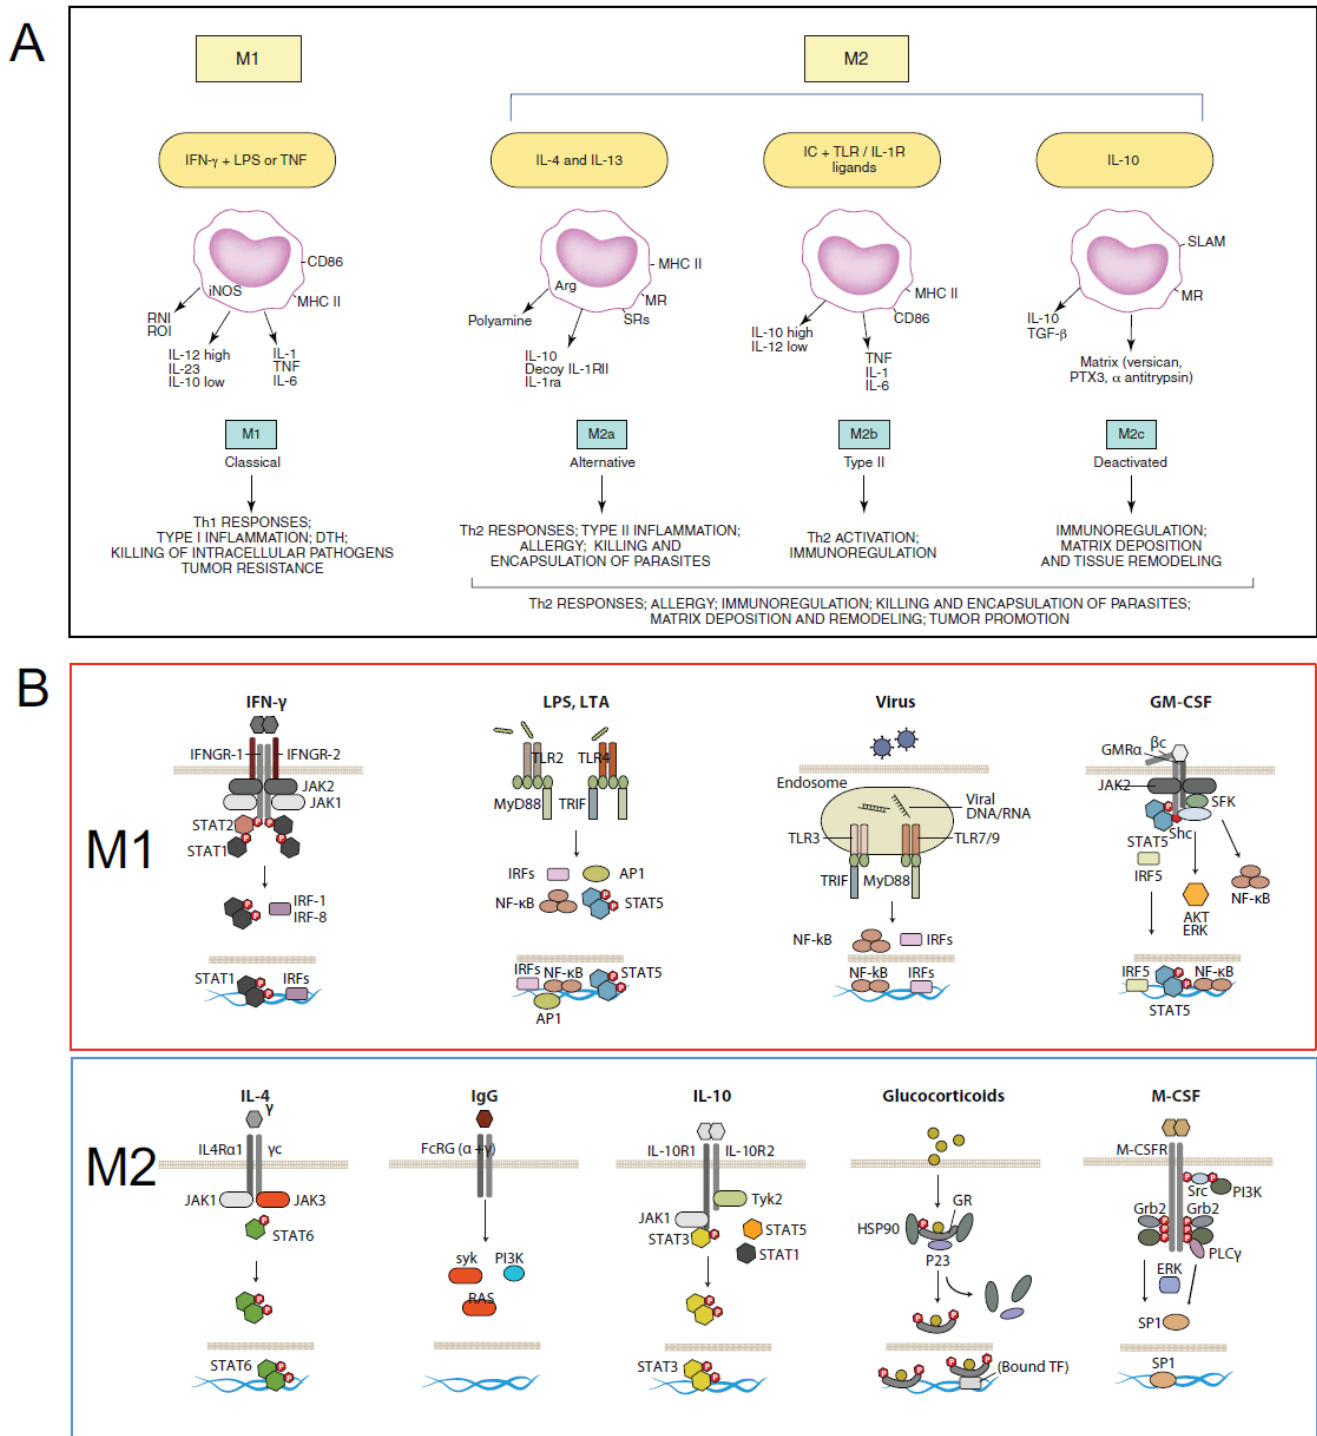 A
M1
M2
IFN-γ + LPS or TNF
IL-4 and IL-13
IC + TLR / IL-1R
ligands
IL-10
CD86
iNOS
MHC II
RNI
ROI
IL-12 high
IL-23
IL-10 low
IL-1
TNF
IL-6
MHC II
Arg
MR
SRs
Polyamine
IL-10
Decoy IL-1RII
IL-1ra
MHC II
CD86
IL-10 high
IL-12 low
TNF
IL-1
IL-6
SLAM
MR
IL-10
TGF-β
Matrix (versican,
PTX3, α antitrypsin)
M1
M2a
M2b
M2c
Classical
Alternative
Type II
Deactivated
Th1 RESPONSES;
TYPE I INFLAMMATION; DTH;
KILLING OF INTRACELLULAR PATHOGENS
TUMOR RESISTANCE
Th2 RESPONSES; TYPE II INFLAMMATION;
ALLERGY; KILLING AND
ENCAPSULATION OF PARASITES
Th2 ACTIVATION;
IMMUNOREGULATION
IMMUNOREGULATION;
MATRIX DEPOSITION
AND TISSUE REMODELING
Th2 RESPONSES; ALLERGY; IMMUNOREGULATION; KILLING AND ENCAPSULATION OF PARASITES;
MATRIX DEPOSITION AND REMODELING; TUMOR PROMOTION
B
M1
IFN-γ
IFNGR-1
IFNGR-2
JAK2
JAK1
STAT2
P
P
P
P
STAT1
P
P
IRF-1
IRF-8
STAT1
P
P
IRFs
LPS, LTA
TLR2
TLR4
MyD88
TRIF
IRFs
AP1
NF-κB
P
P
STAT5
IRFs
NF-κB
P
P
STAT5
AP1
Virus
Endosome
Viral
DNA/RNA
TLR3
TLR7/9
TRIF
MyD88
NF-kB
IRFs
NF-kB
IRFs
GM-CSF
βc
GMRα
JAK2
SFK
P
P
Shc
STAT5
IRF5
NF-κB
AKT
ERK
IRF5
P
P
NF-κB
STAT5
M2
IL-4
γ
IL4Rα1
γc
JAK1
JAK3
P
STAT6
P
P
STAT6
P
P
IgG
FcRG (α +γ)
syk
PI3K
RAS
IL-10
IL-10R1
IL-10R2
Tyk2
JAK1
STAT3
P
STAT5
STAT1
P
P
STAT3
P
P
Glucocorticoids
GR
HSP90
P
P23
P
P
P
P
P
P
(Bound TF)
M-CSF
M-CSFR
P
P
Src
PI3K
Grb2
Grb2
P
P
P
P
P
P
PLCγ
ERK
SP1
SP1